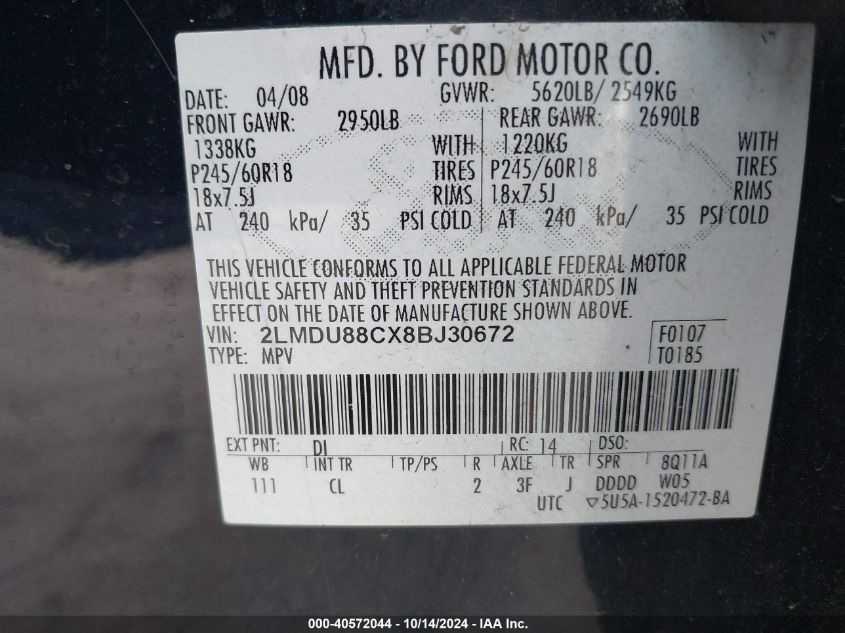 MFD. BY FORD MOTOR CO.
DATE: 04/08 GVWR: 5620LB/ 2549KG
FRONT GAWR: 2950LB REAR GAWR: 2690LB
1338KG WITH 1220KG WITH
P245/60R18 TIRES P245/60R18 TIRES
18x7.5J RIMS 18x7.5J RIMS
AT 240 kPa/ 35 PSI COLD AT 240 kPa/ 35 PSI COLD
THIS VEHICLE CONFORMS TO ALL APPLICABLE FEDERAL MOTOR
VEHICLE SAFETY AND THEFT PREVENTION STANDARDS IN
EFFECT ON THE DATE OF MANUFACTURE SHOWN ABOVE.
VIN: 2LMDU88CX8BJ30672 F0107
TYPE: MPV T0185
EXT PNT: DI RC: 14 DSO:
WB INT TR TP/PS R AXLE TR SPR 8Q11A
111 CL 2 3F J DDDD W05
UTC ▽5U5A-1520472-BA
000-40572044 - 10/14/2024 - IAA Inc.